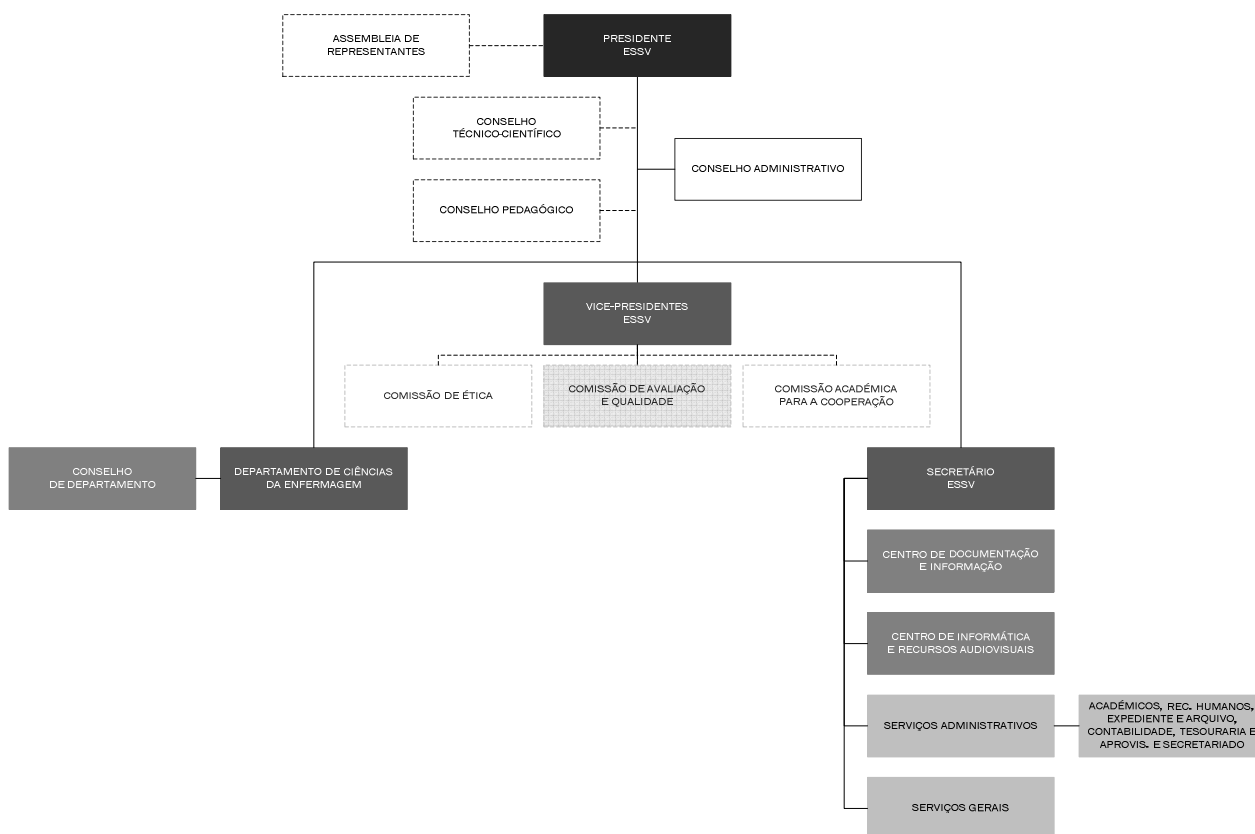 ASSEMBLEIA DE
REPRESENTANTES
PRESIDENTE
ESSV
CONSELHO
TÉCNICO-CIENTÍFICO
CONSELHO ADMINISTRATIVO
CONSELHO PEDAGÓGICO
VICE-PRESIDENTES
ESSV
COMISSÃO DE ÉTICA
COMISSÃO DE AVALIAÇÃO
E QUALIDADE
COMISSÃO ACADÉMICA
PARA A COOPERAÇÃO
CONSELHO
DE DEPARTAMENTO
DEPARTAMENTO DE CIÊNCIAS
DA ENFERMAGEM
SECRETÁRIO
ESSV
CENTRO DE DOCUMENTAÇÃO
E INFORMAÇÃO
CENTRO DE INFORMÁTICA
E RECURSOS AUDIOVISUAIS
SERVIÇOS ADMINISTRATIVOS
ACADÉMICOS, REC. HUMANOS,
EXPEDIENTE E ARQUIVO,
CONTABILIDADE, TESOURARIA E
APROVIS. E SECRETARIADO
SERVIÇOS GERAIS